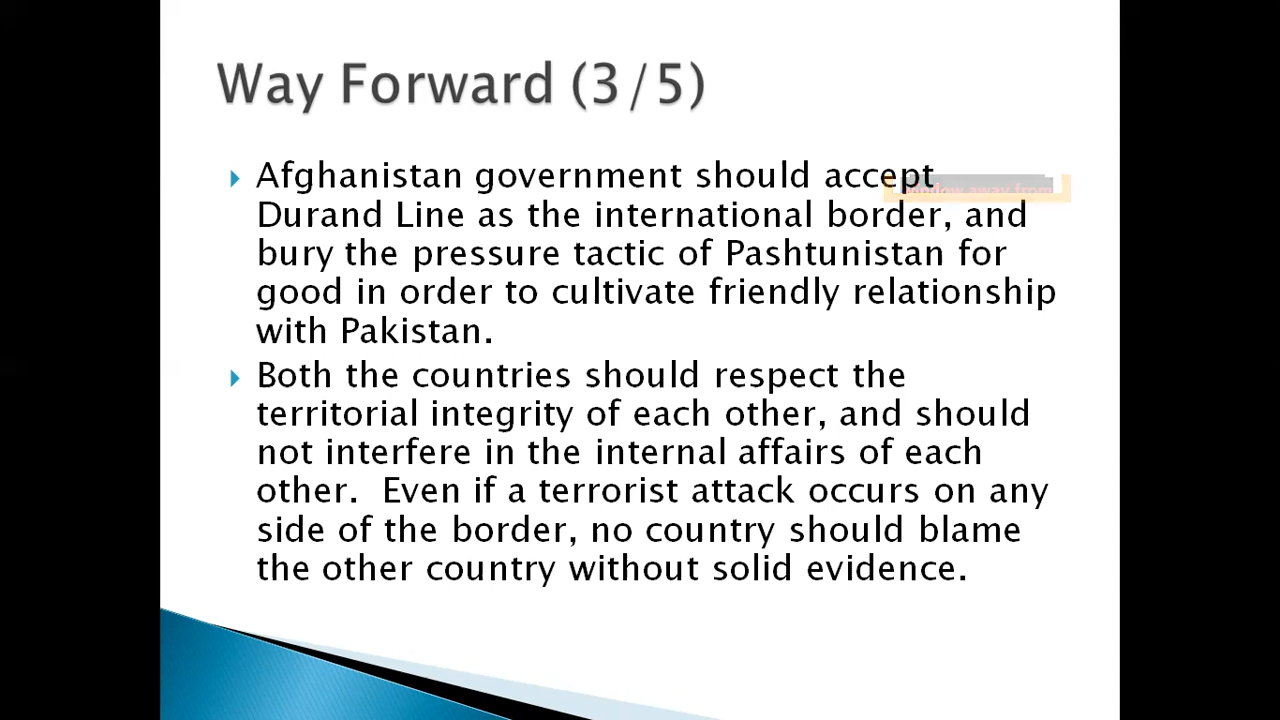 Way Forward (3/5)
Afghanistan government should accept
Durand Line as the international border, and
bury the pressure tactic of Pashtunistan for
good in order to cultivate friendly relationship
with Pakistan.
Both the countries should respect the
territorial integrity of each other, and should
not interfere in the internal affairs of each
other.  Even if a terrorist attack occurs on any
side of the border, no country should blame
the other country without solid evidence.
away from